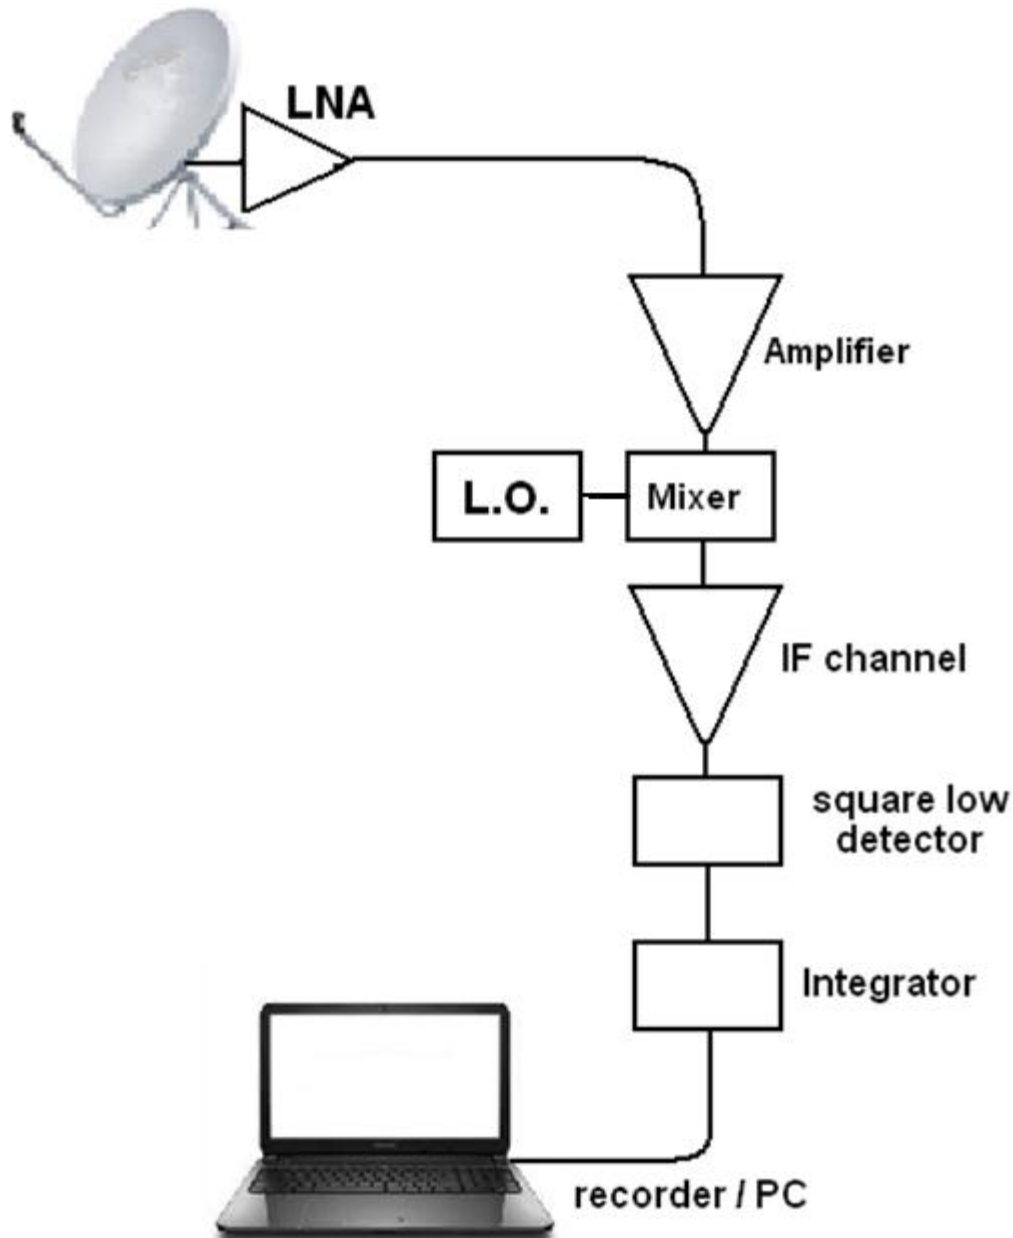 LNA
Amplifier
L.O.
Mixer
IF channel
square low
detector
Integrator
recorder / PC